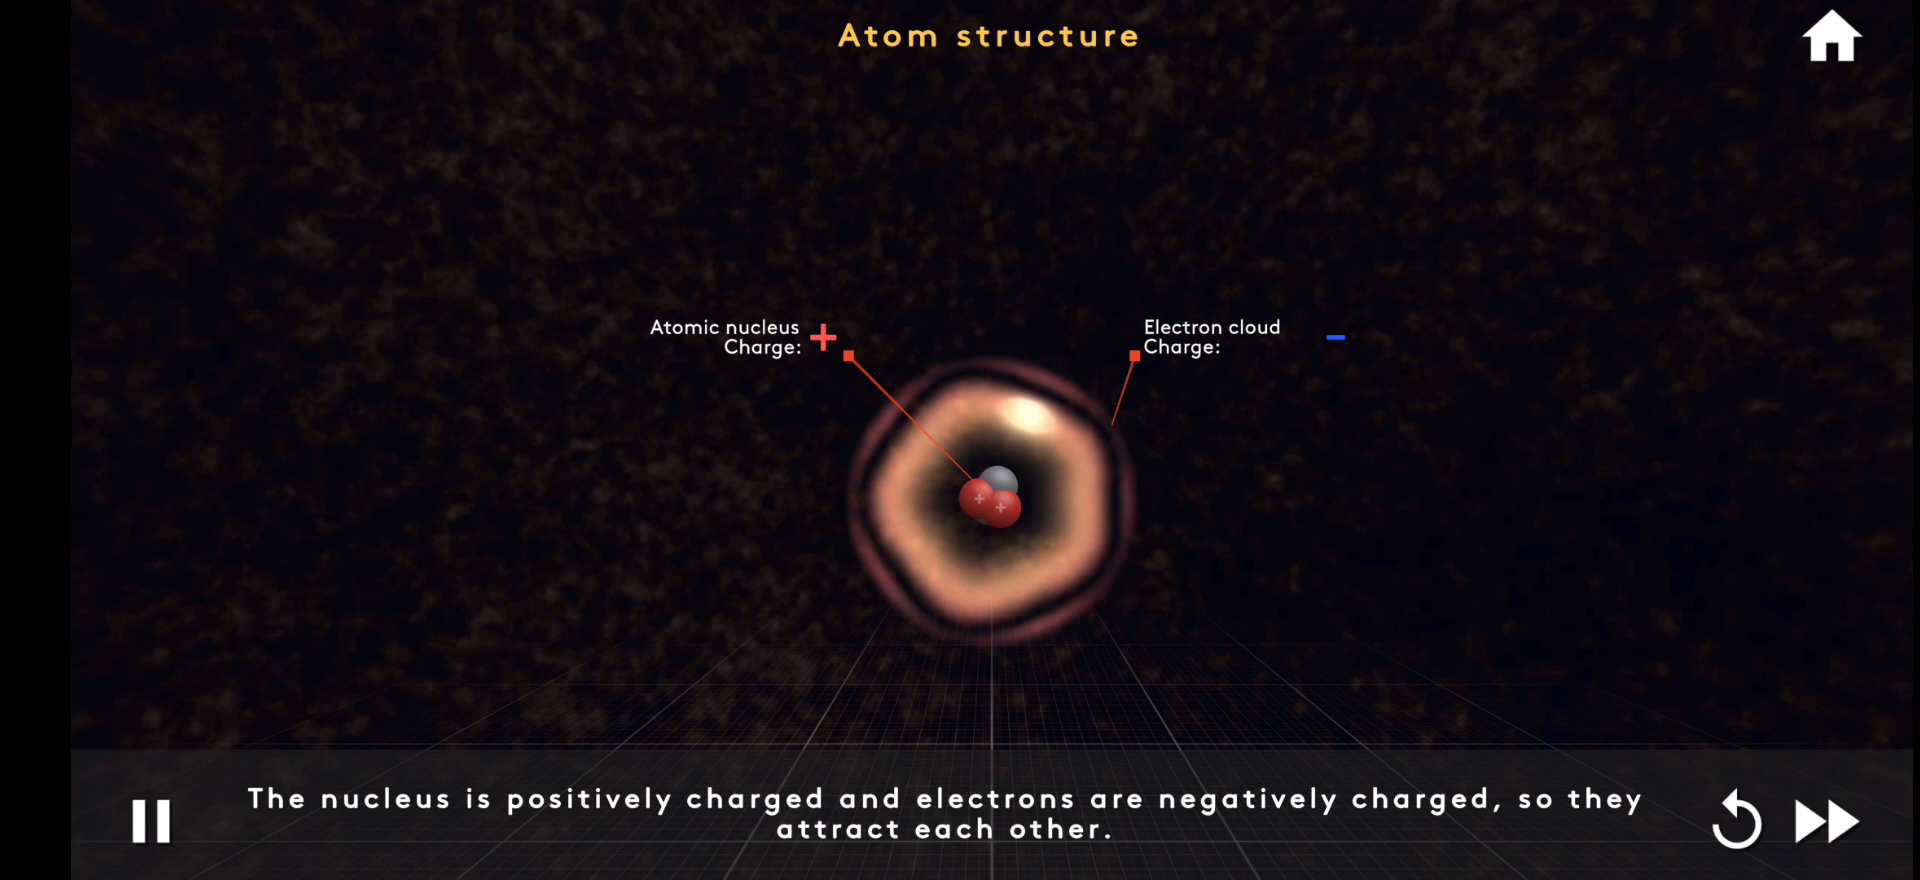 Atom structure
Atomic nucleus
Charge: +
Electron cloud
Charge: -
+
+
The nucleus is positively charged and electrons are negatively charged, so they
attract each other.